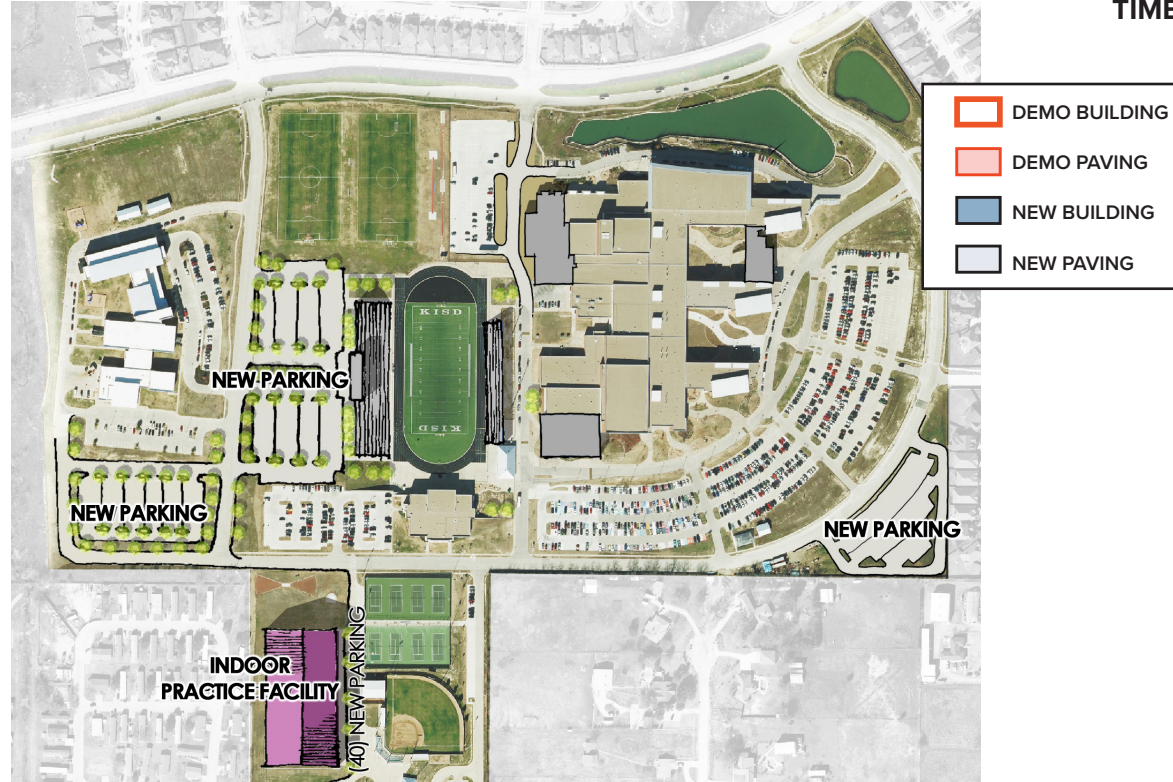 TIME
DEMO BUILDING
DEMO PAVING
NEW BUILDING
NEW PAVING
KISD
NEW PARKING
KISD
NEW PARKING
NEW PARKING
INDOOR
PRACTICE FACILITY
(40) NEW PARKING